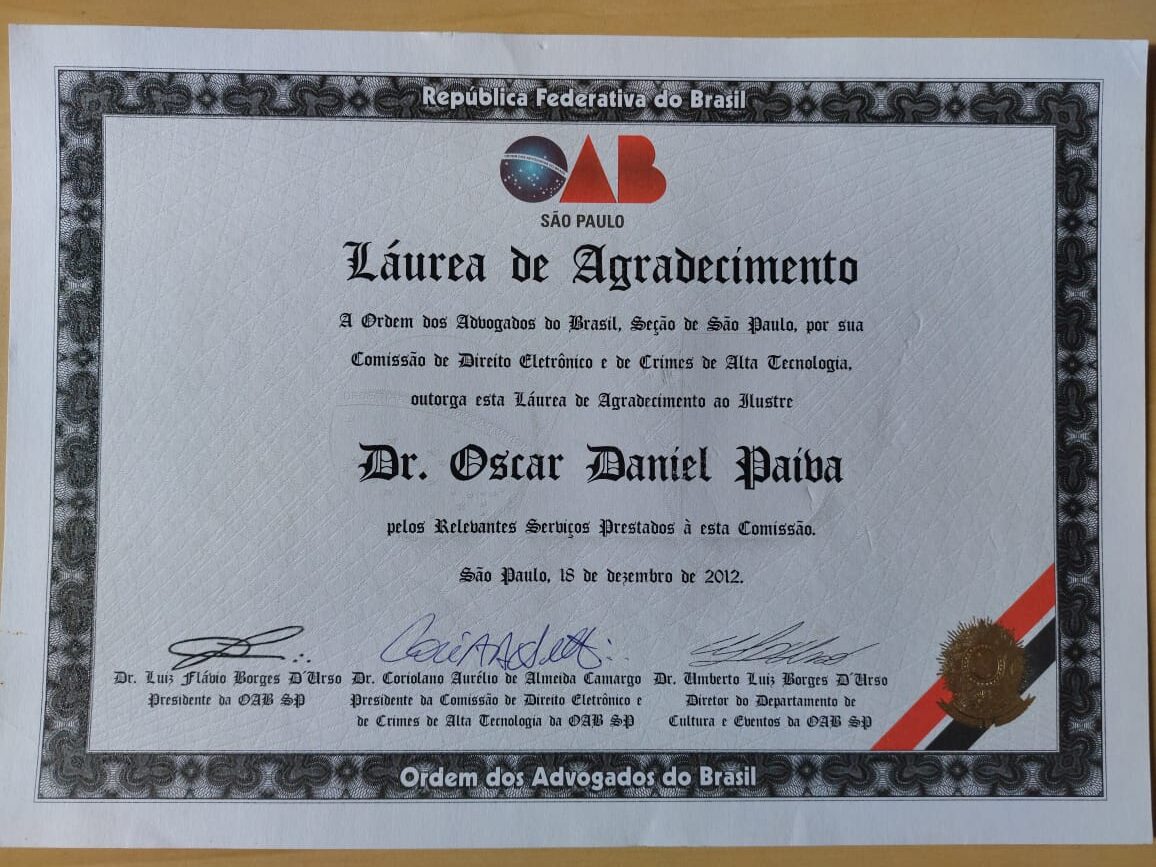 República Federativa do Brasil
OAB
SÃO PAULO
Láurea de Agradecimento
A Ordem dos Advogados do Brasil, Seção de São Paulo, por sua
Comissão de Direito Eletrônico e de Crimes de Alta Tecnologia,
outorga esta Láurea de Agradecimento ao Ilustre
Dr. Oscar Daniel Paiva
pelos Relevantes Serviços Prestados à esta Comissão.
São Paulo, 18 de dezembro de 2012.
Dr. Luiz Flávio Borges D'Urso
Presidente da OAB SP
Dr. Coriolano Aurélio de Almeida Camargo
Presidente da Comissão de Direito Eletrônico e
de Crimes de Alta Tecnologia da OAB SP
Dr. Umberto Luiz Borges D'Urso
Diretor do Departamento de
Cultura e Eventos da OAB SP
Ordem dos Advogados do Brasil